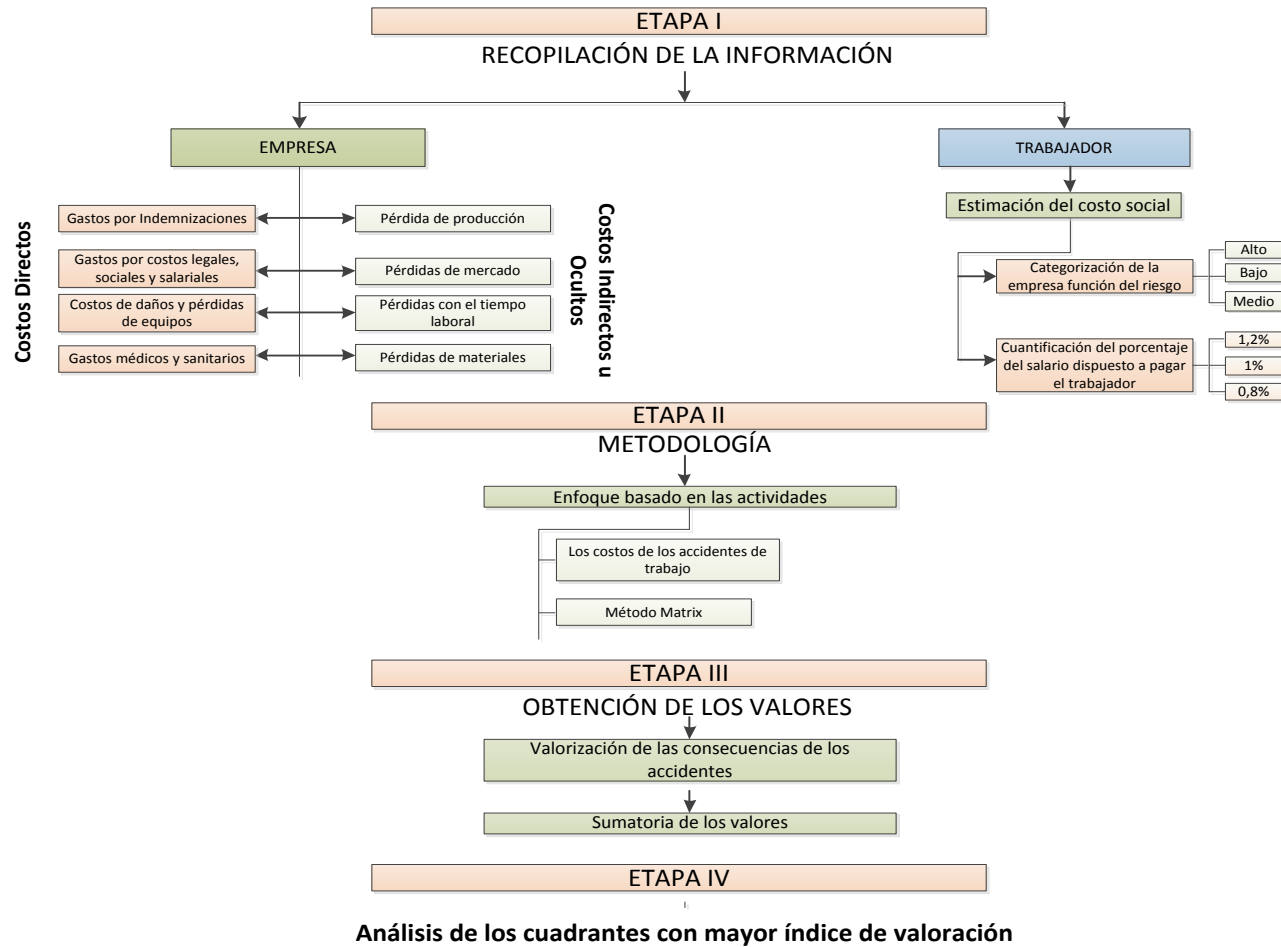 ETAPA I
RECOPILACIÓN DE LA INFORMACIÓN
EMPRESA
Costos Directos
Gastos por Indemnizaciones
Gastos por costos legales,
sociales y salariales
Costos de daños y pérdidas
de equipos
Gastos médicos y sanitarios
Pérdida de producción
Pérdidas de mercado
Pérdidas con el tiempo
laboral
Pérdidas de materiales
Costos Indirectos u
Ocultos
TRABAJADOR
Estimación del costo social
Categorización de la
empresa función del riesgo
Alto
Bajo
Medio
Cuantificación del porcentaje
del salario dispuesto a pagar
el trabajador
1,2%
1%
0,8%
ETAPA II
METODOLOGÍA
Enfoque basado en las actividades
Los costos de los accidentes de
trabajo
Método Matrix
ETAPA III
OBTENCIÓN DE LOS VALORES
Valorización de las consecuencias de los
accidentes
Sumatoria de los valores
ETAPA IV
Análisis de los cuadrantes con mayor índice de valoración